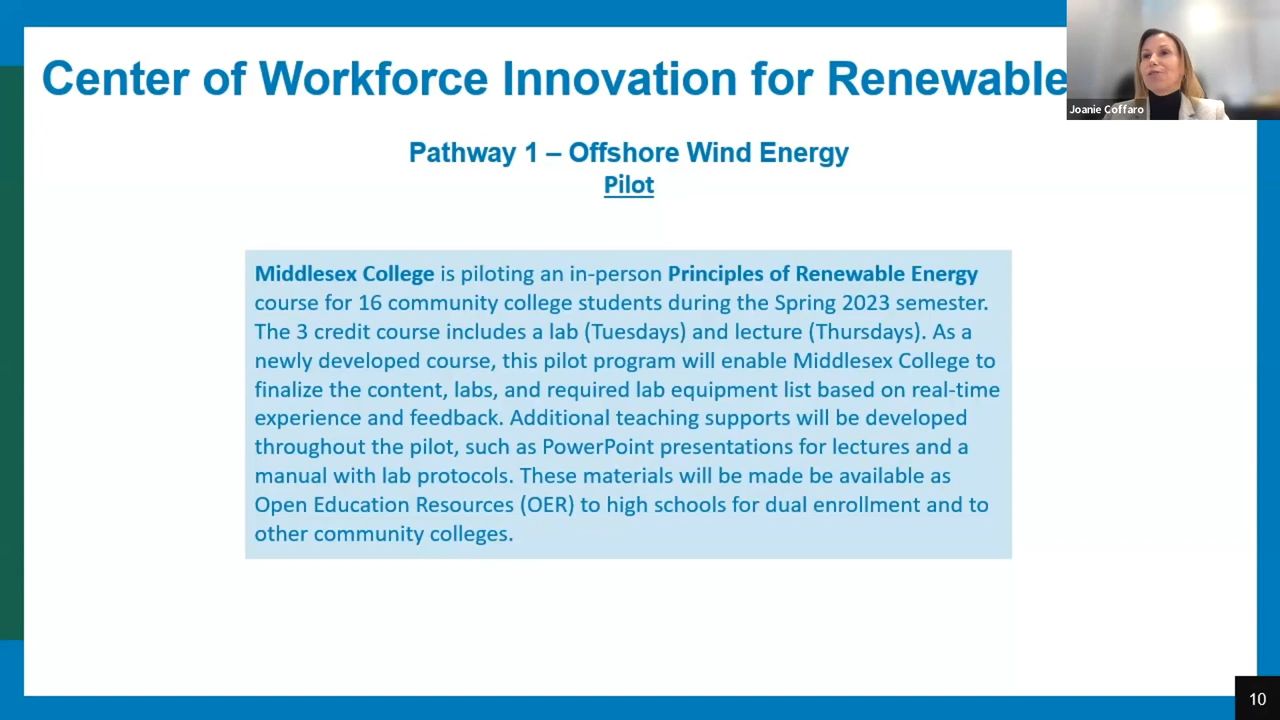 Center of Workforce Innovation for Renewable
Joanie Coffaro
Pathway 1 – Offshore Wind Energy
Pilot
Middlesex College is piloting an in-person Principles of Renewable Energy
course for 16 community college students during the Spring 2023 semester.
The 3 credit course includes a lab (Tuesdays) and lecture (Thursdays). As a
newly developed course, this pilot program will enable Middlesex College to
finalize the content, labs, and required lab equipment list based on real-time
experience and feedback. Additional teaching supports will be developed
throughout the pilot, such as PowerPoint presentations for lectures and a
manual with lab protocols. These materials will be made be available as
Open Education Resources (OER) to high schools for dual enrollment and to
other community colleges.
10